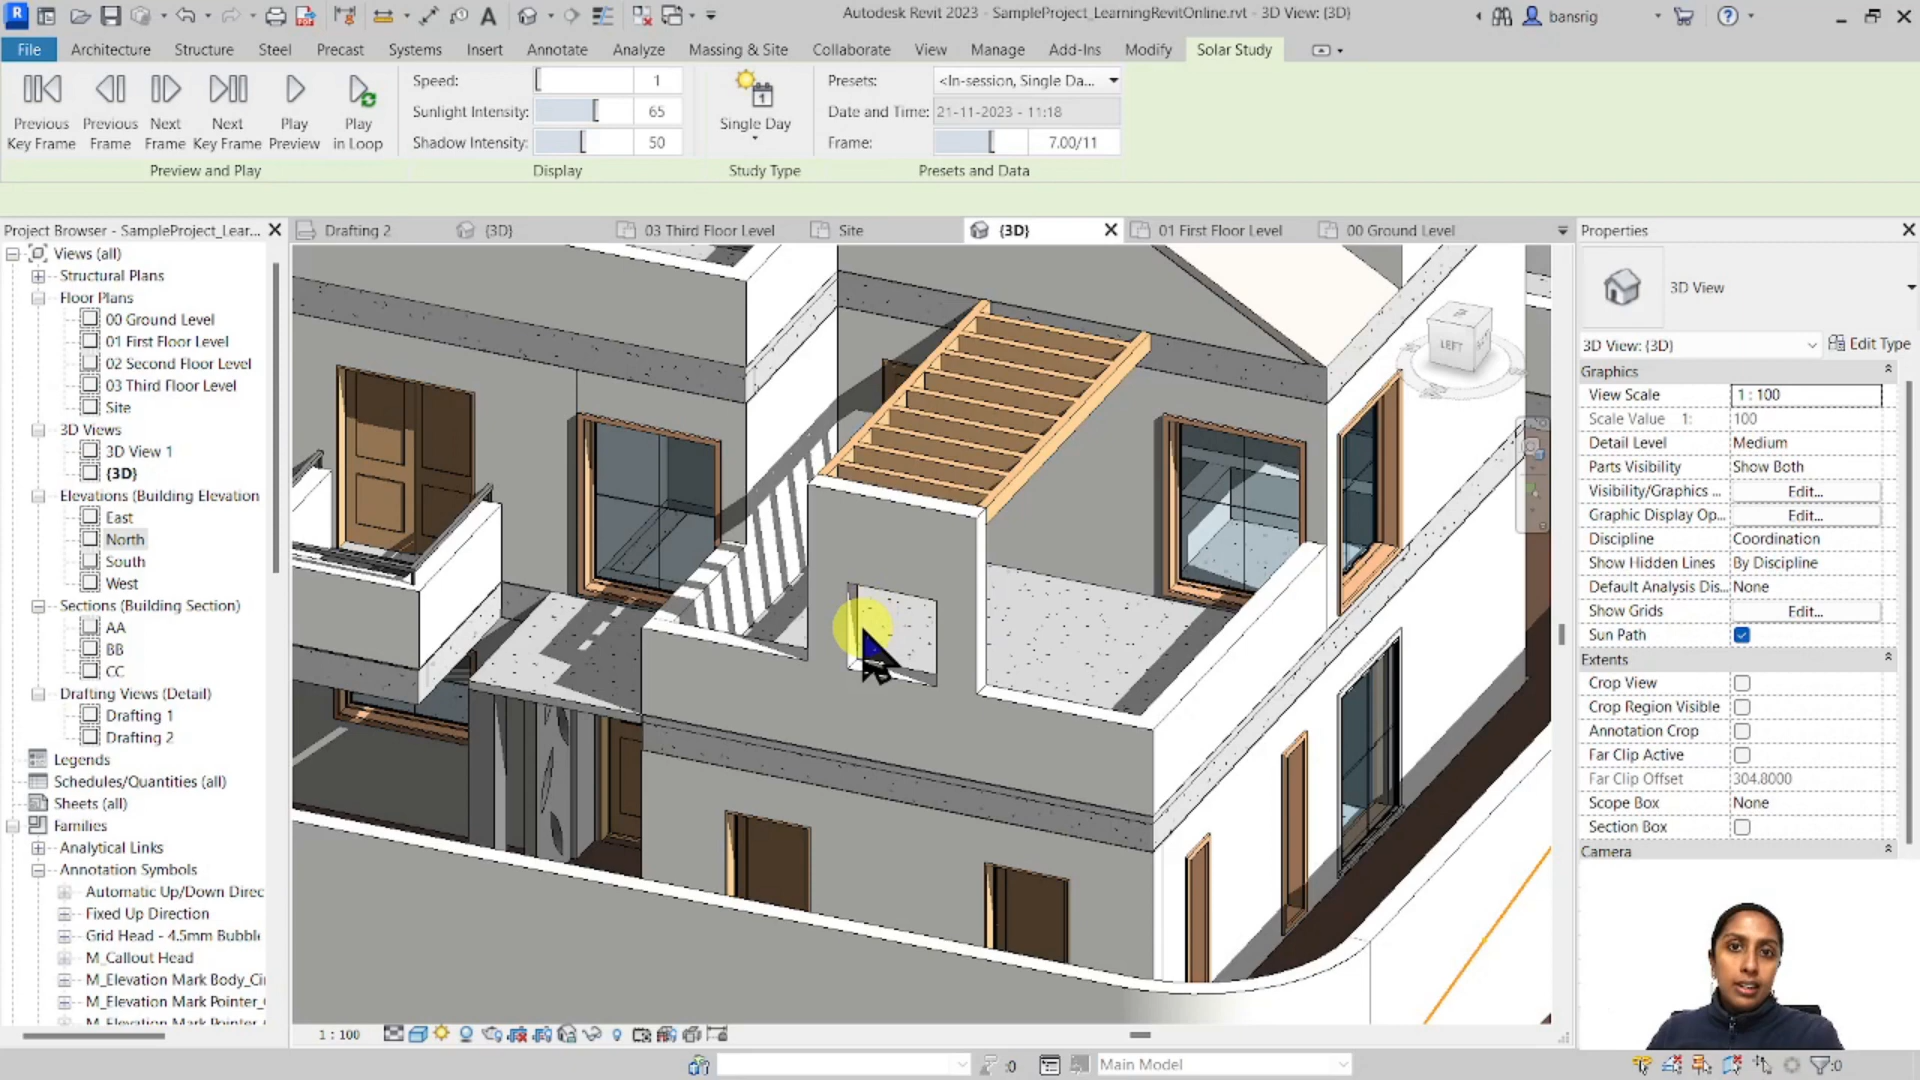 Autodesk Revit 2023 - SampleProject_LearningRevitOnline.rvt - 3D View: {3D}
bansrig
File Architecture Structure Steel Precast Systems Insert Annotate Analyze Massing & Site Collaborate View Manage Add-Ins Modify Solar Study
Previous Key Frame
Previous Frame
Next Frame
Next Key Frame
Play Preview
Play in Loop
Preview and Play
Speed: 1
Sunlight Intensity: 65
Shadow Intensity: 50
Display
Single Day
Study Type
Presets: <In-session, Single Da...
Date and Time: 21-11-2023 - 11:18
Frame: 7.00/11
Presets and Data
Project Browser - SampleProject_Lear...
Drafting 2
{3D}
03 Third Floor Level
Site
{3D}
01 First Floor Level
00 Ground Level
Views (all)
Structural Plans
Floor Plans
00 Ground Level
01 First Floor Level
02 Second Floor Level
03 Third Floor Level
Site
3D Views
3D View 1
{3D}
Elevations (Building Elevation
East
North
South
West
Sections (Building Section)
AA
BB
CC
Drafting Views (Detail)
Drafting 1
Drafting 2
Legends
Schedules/Quantities (all)
Sheets (all)
Families
Analytical Links
Annotation Symbols
Automatic Up/Down Direc
Fixed Up Direction
Grid Head - 4.5mm Bubble
M_Callout Head
M_Elevation Mark Body_Cir
M_Elevation Mark Pointer_
M_Elevation Mark Pointer
LEFT
Properties
3D View
3D View: {3D}
Edit Type
Graphics
View Scale 1 : 100
Scale Value 1: 100
Detail Level Medium
Parts Visibility Show Both
Visibility/Graphics ... Edit...
Graphic Display Op... Edit...
Discipline Coordination
Show Hidden Lines By Discipline
Default Analysis Dis... None
Show Grids Edit...
Sun Path
Extents
Crop View
Crop Region Visible
Annotation Crop
Far Clip Active
Far Clip Offset 304.8000
Scope Box None
Section Box
Camera
1 : 100
:0
Main Model
:0